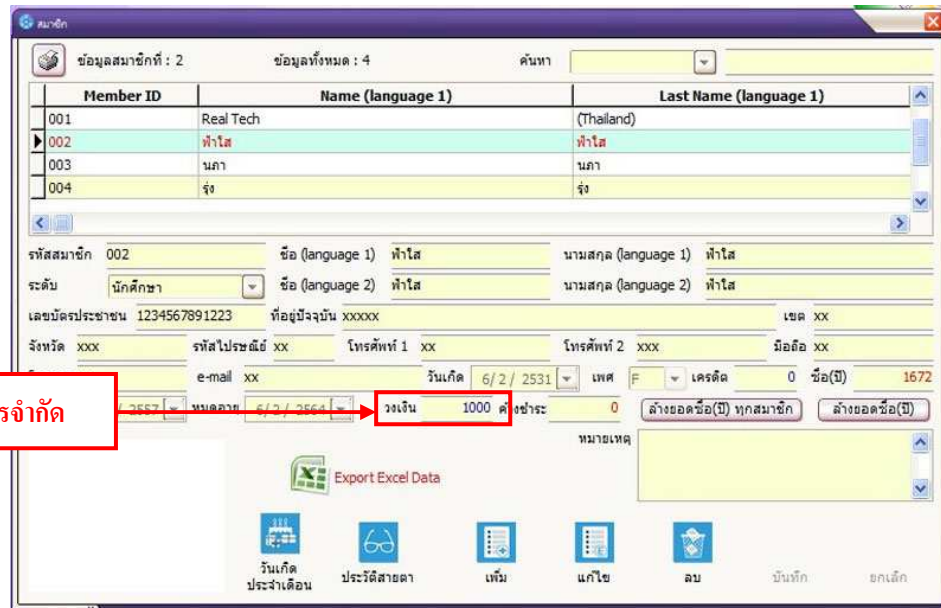 สมาชิก
ข้อมูลสมาชิกที่ : 2 ข้อมูลทั้งหมด : 4 ค้นหา
Member ID Name (language 1) Last Name (language 1)
001 Real Tech (Thailand)
002 ฟ้าใส ฟ้าใส
003 นภา นภา
004 รุ่ง รุ่ง
รหัสสมาชิก 002 ชื่อ (language 1) ฟ้าใส นามสกุล (language 1) ฟ้าใส
ระดับ นักศึกษา ชื่อ (language 2) ฟ้าใส นามสกุล (language 2) ฟ้าใส
เลขบัตรประชาชน 1234567891223 ที่อยู่ปัจจุบัน xxxxx เขต xx
จังหวัด xxx รหัสไปรษณีย์ xx โทรศัพท์ 1 xx โทรศัพท์ 2 xxx มือถือ xx
e-mail xx วันเกิด 6/ 2 / 2531 เพศ F เครดิต 0 ซื้อ(ปี) 1672
รจำกัด / 2557 หมดอายุ 6/ 2 / 2564 วงเงิน 1000 ค้างชำระ 0 ล้างยอดซื้อ(ปี) ทุกสมาชิก ล้างยอดซื้อ(ปี)
หมายเหตุ
Export Excel Data
วันเกิด
ประจำเดือน ประวัติสายตา เพิ่ม แก้ไข ลบ บันทึก ยกเลิก